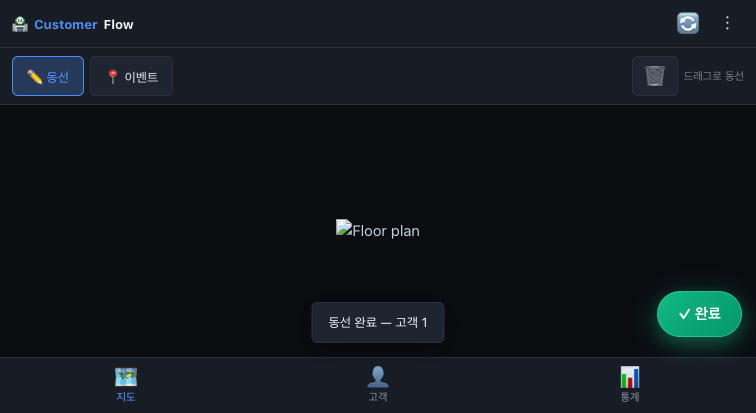 Customer Flow
동선
이벤트
드래그로 동선
Floor plan
동선 완료 — 고객 1
✓ 완료
지도
고객
통계